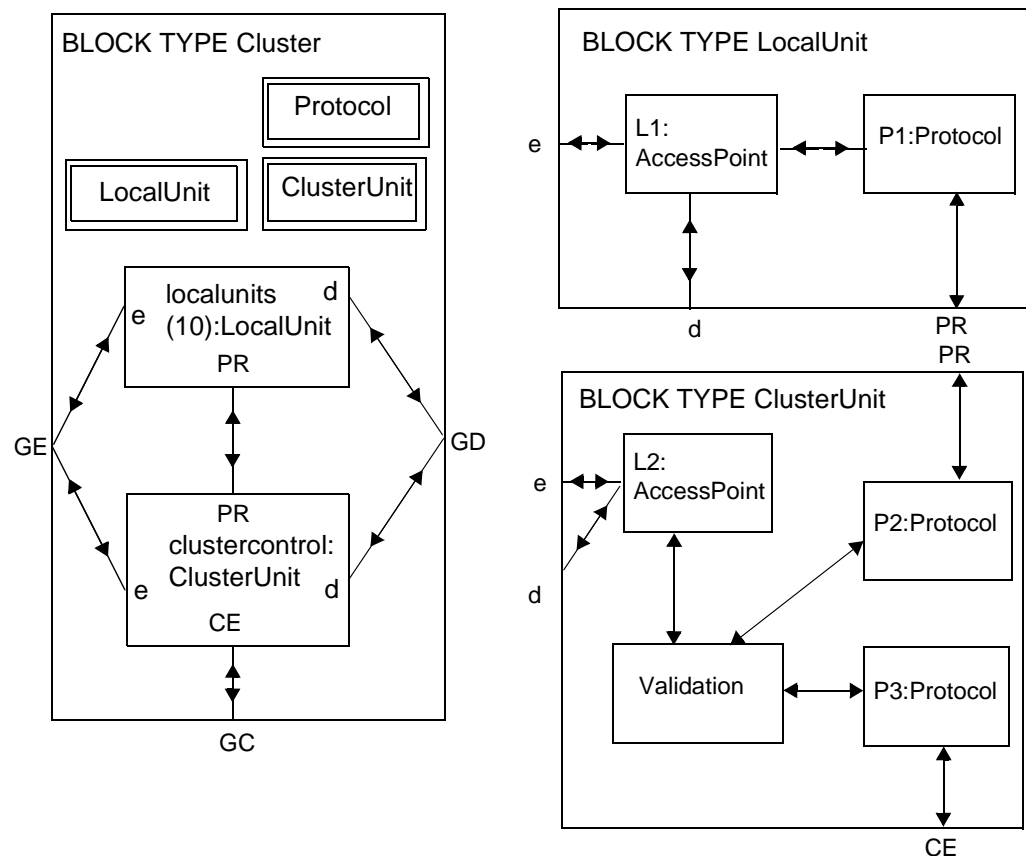 BLOCK TYPE Cluster
Protocol
LocalUnit
ClusterUnit
localunits
d
e
(10):LocalUnit
PR
GE
GD
PR
clustercontrol:
ClusterUnit
e
d
CE
GC
BLOCK TYPE LocalUnit
L1:
AccessPoint
P1:Protocol
e
d
PR
PR
BLOCK TYPE ClusterUnit
L2:
AccessPoint
e
P2:Protocol
d
Validation
P3:Protocol
CE